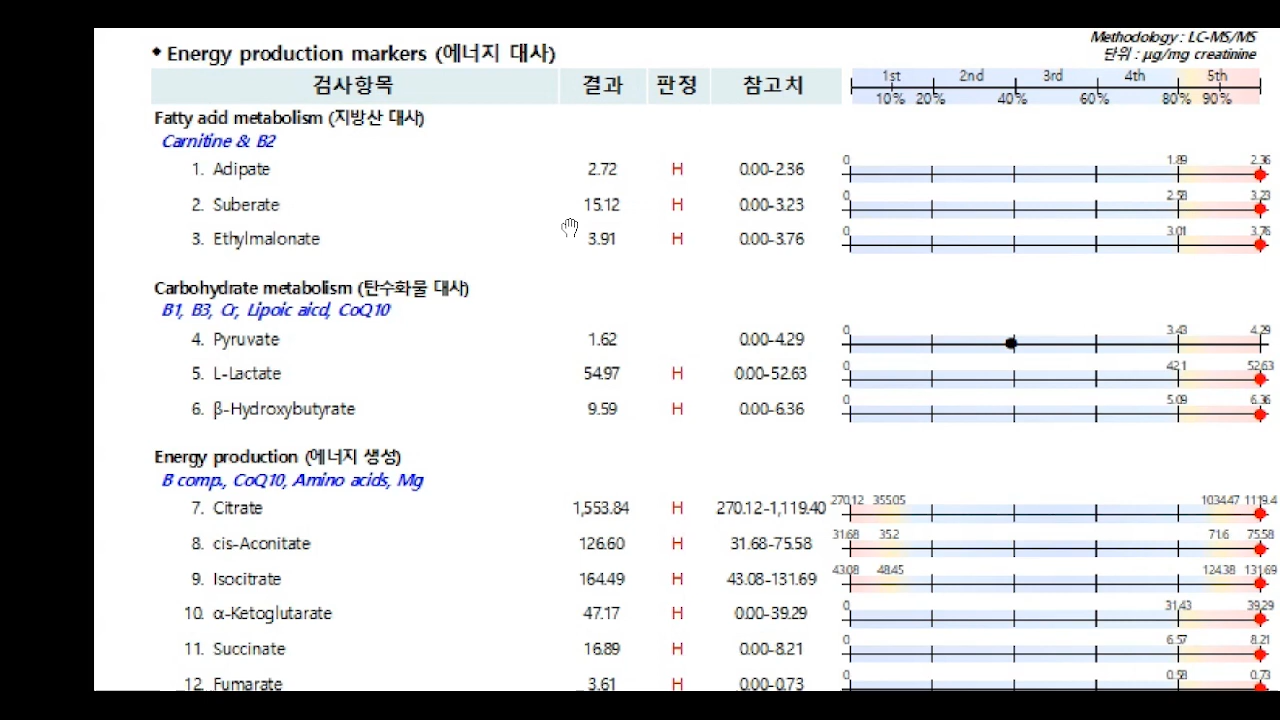 Methodology : LC-MS/MS
◆ Energy production markers (에너지 대사)
단위 : μg/mg creatinine
검사항목 결과 판정 참고치 1st 2nd 3rd 4th 5th
10% 20% 40% 60% 80% 90%
Fatty acid metabolism (지방산 대사)
Carnitine & B2
0 1.89 2.36
1. Adipate 2.72 H 0.00-2.36
0 2.58 3.23
2. Suberate 15.12 H 0.00-3.23
0 3.01 3.76
3. Ethylmalonate 3.91 H 0.00-3.76
Carbohydrate metabolism (탄수화물 대사)
B1, B3, Cr, Lipoic aicd, CoQ10
0 3.43 4.29
4. Pyruvate 1.62 0.00-4.29
0 42.1 52.63
5. L-Lactate 54.97 H 0.00-52.63
0 5.09 6.36
6. β-Hydroxybutyrate 9.59 H 0.00-6.36
Energy production (에너지 생성)
B comp., CoQ10, Amino acids, Mg
270.12 355.05 1034.47 1119.4
7. Citrate 1,553.84 H 270.12-1,119.40
31.68 35.2 71.6 75.58
8. cis-Aconitate 126.60 H 31.68-75.58
43.08 48.45 124.38 131.69
9. Isocitrate 164.49 H 43.08-131.69
0 31.43 39.29
10. α-Ketoglutarate 47.17 H 0.00-39.29
0 6.57 8.21
11. Succinate 16.89 H 0.00-8.21
0 0.58 0.73
12. Fumarate 3.61 H 0.00-0.73